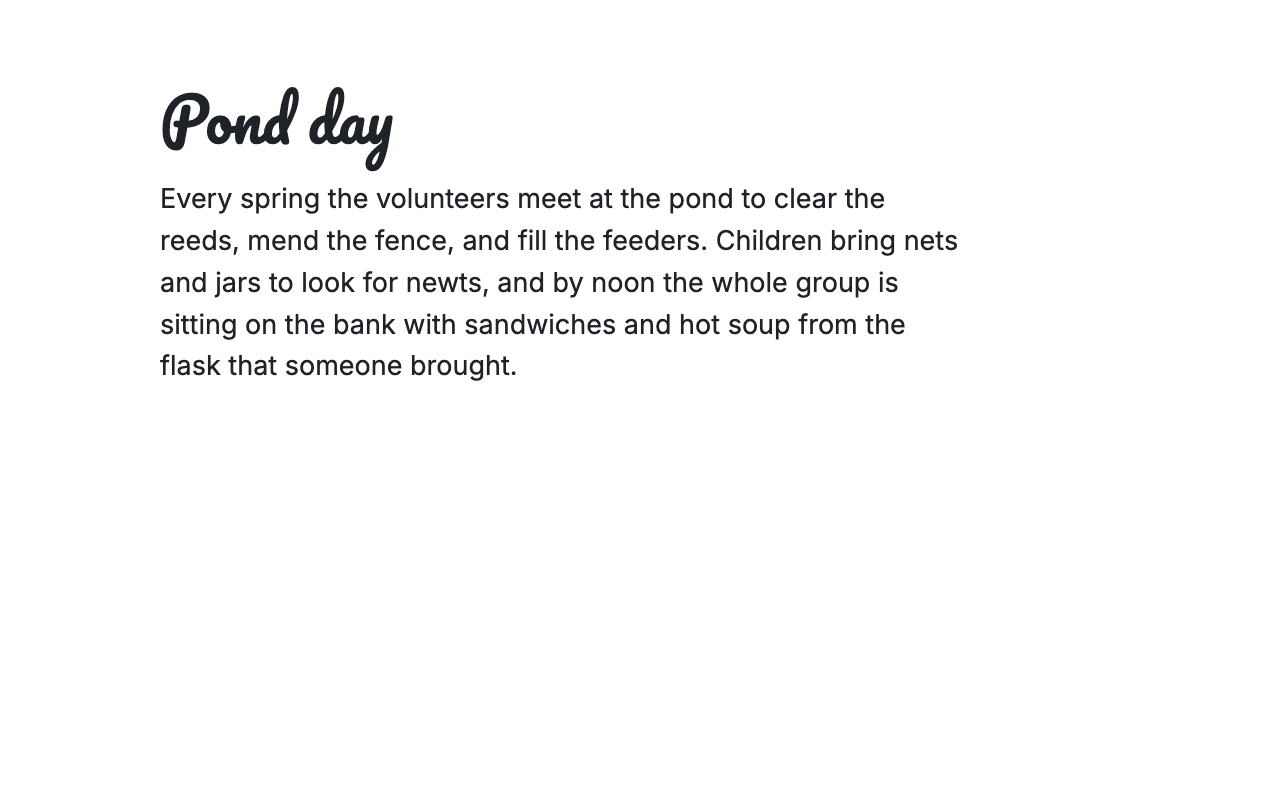 Pond day
Every spring the volunteers meet at the pond to clear the
reeds, mend the fence, and fill the feeders. Children bring nets
and jars to look for newts, and by noon the whole group is
sitting on the bank with sandwiches and hot soup from the
flask that someone brought.